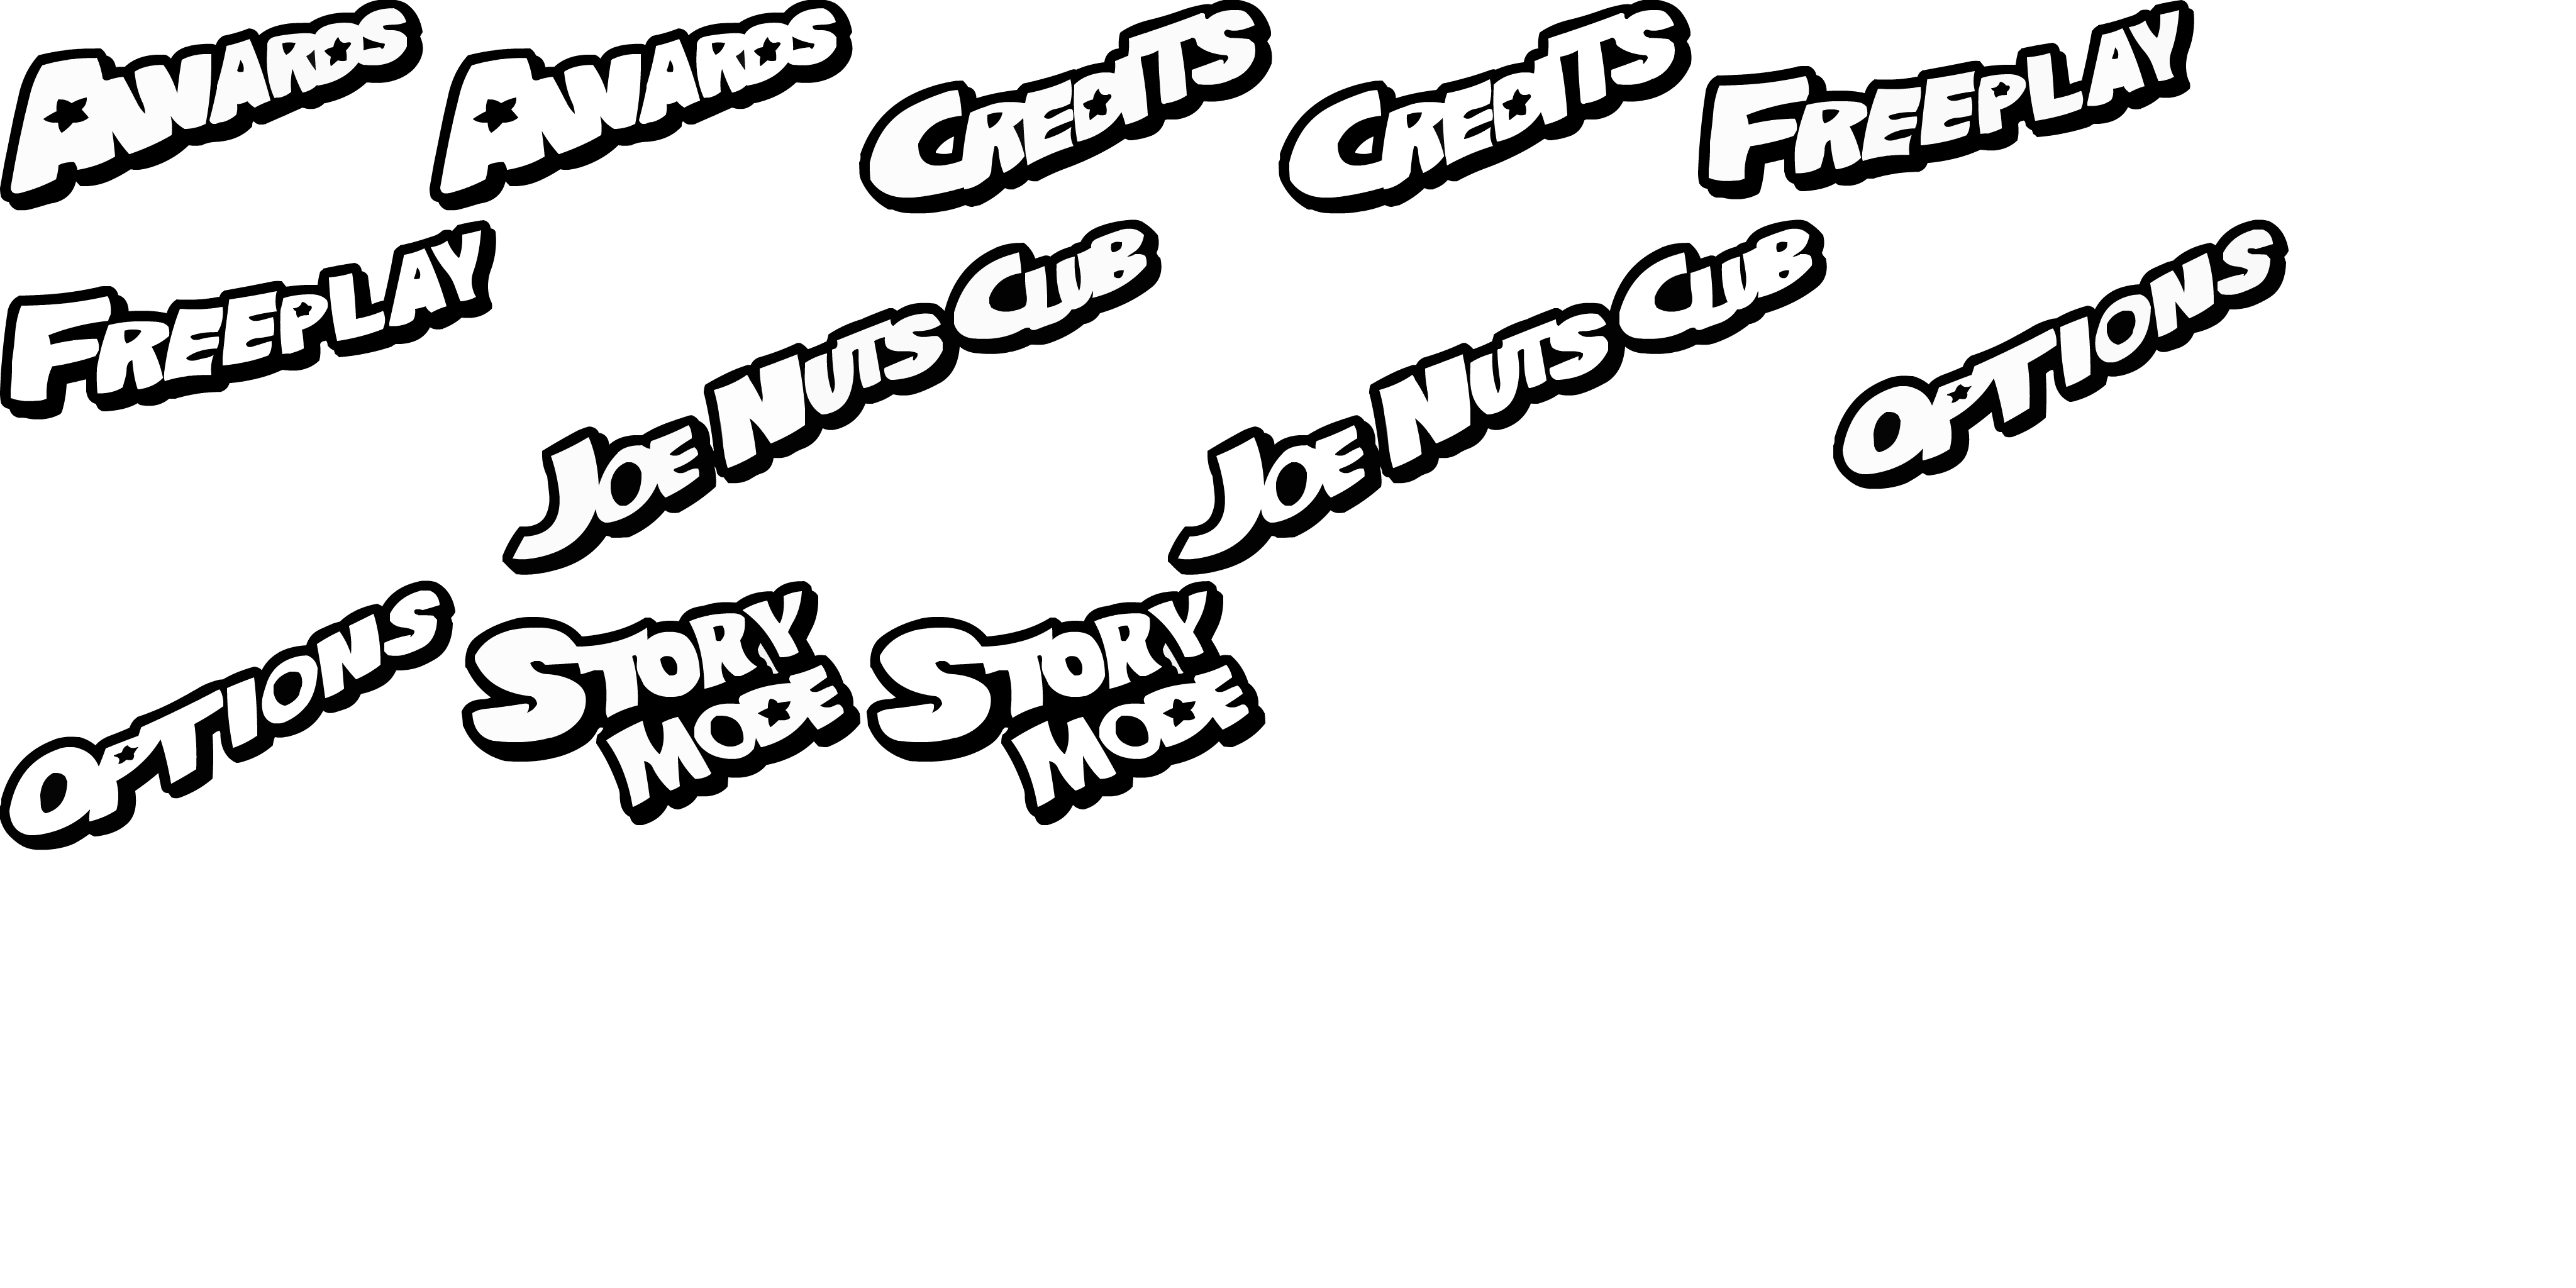 AWARDS
AWARDS
CREDITS
CREDITS
FREEPLAY
FREEPLAY
JOE NUTS CLUB
JOE NUTS CLUB
OPTIONS
OPTIONS
STORY
MODE
STORY
MODE